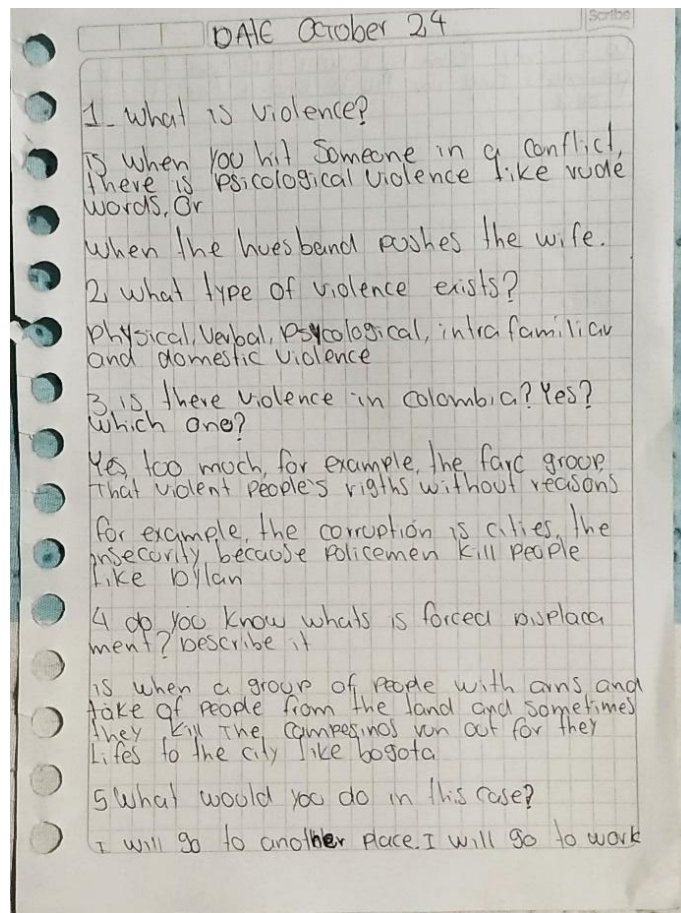 Scribe
DATE October 24
1_ What is violence?
is when you hit Someone in a conflict,
there is psicological violence like rude
words, Or
when the huesband pushes the wife.
2, what type of violence exists?
Physical, Verbal, Psycological, intrafamiliar
and domestic violence
3 is there violence in colombia? Yes?
Which one?
Yes, too much, for example, the farc group
That violent people's rigths without reasons
for example, the corruption is cities, the
insecurity because policemen kill people
like Dylan
4 do you know whats is forced displaca
ment? Describe it
is when a group of people with arms and
take of people from the land and sometimes
they kill The campesinos run out for they
Lifes to the city like bogota
5 What would you do in this case?
I will go to another place. I will go to work